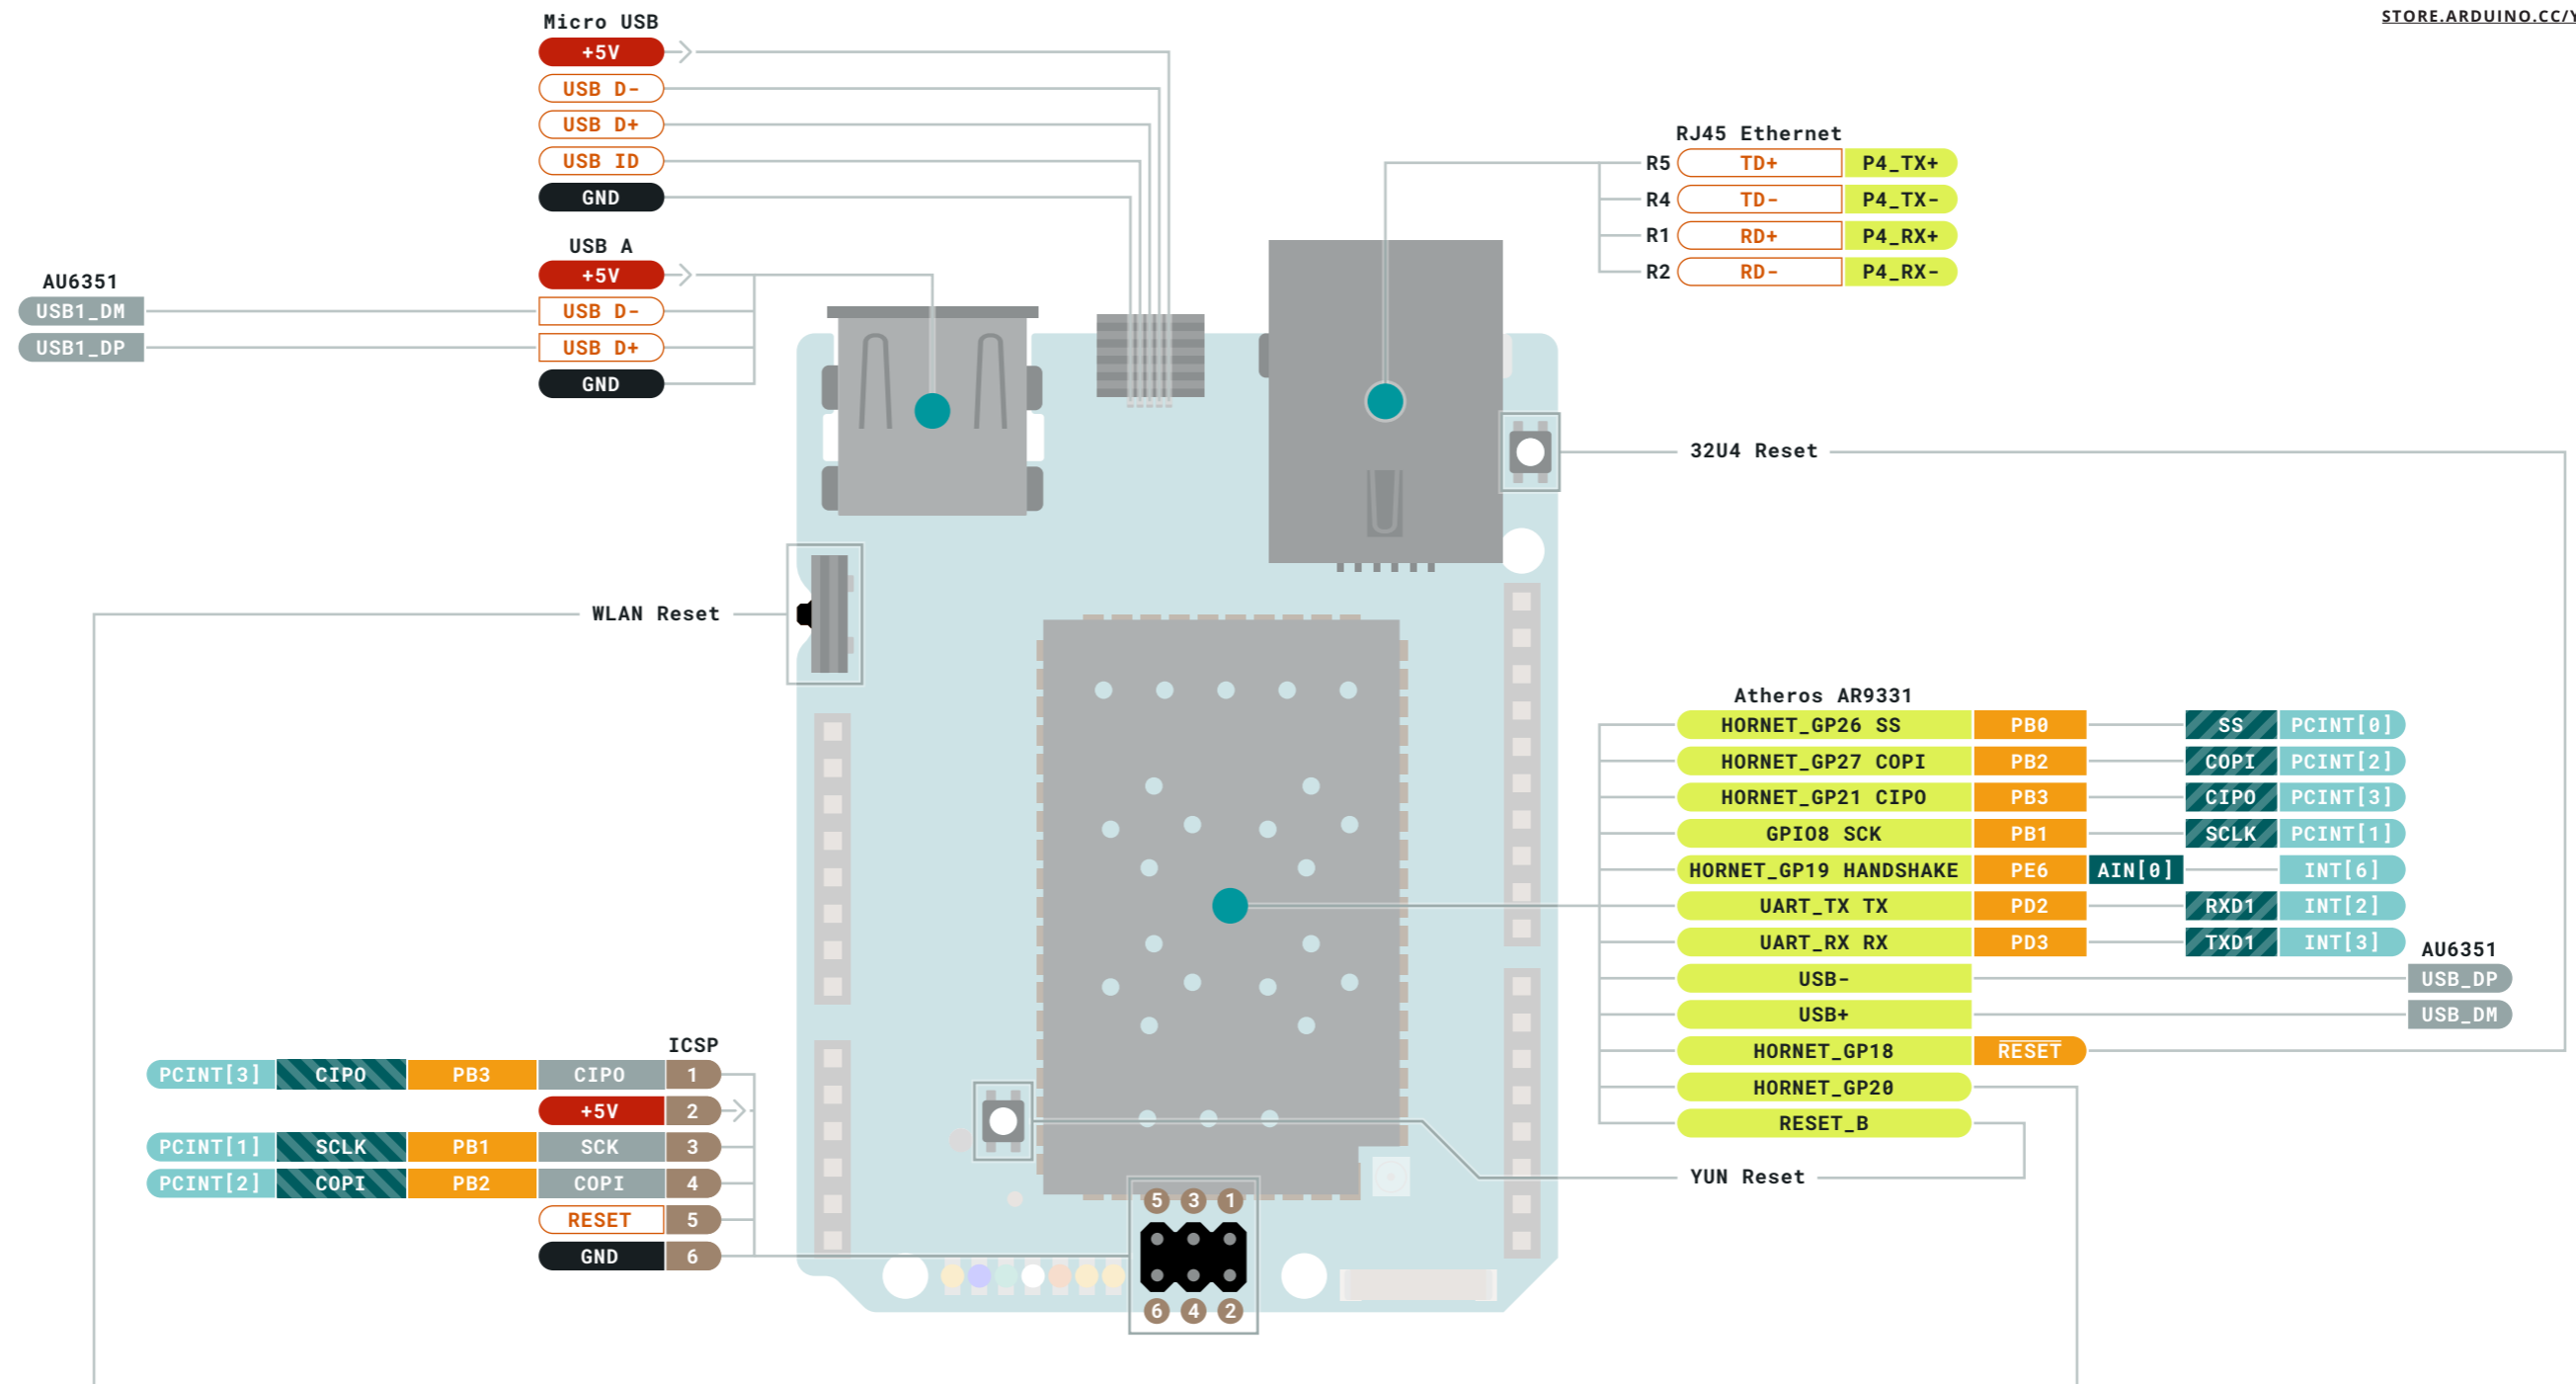 STORE.ARDUINO.CC/Y
Micro USB
+5V
USB D-
USB D+
USB ID
GND
USB A
+5V
AU6351
USB1_DM USB D-
USB1_DP USB D+
GND
RJ45 Ethernet
R5 TD+ P4_TX+
R4 TD- P4_TX-
R1 RD+ P4_RX+
R2 RD- P4_RX-
32U4 Reset
WLAN Reset
Atheros AR9331
HORNET_GP26 SS PB0 SS PCINT[0]
HORNET_GP27 COPI PB2 COPI PCINT[2]
HORNET_GP21 CIPO PB3 CIPO PCINT[3]
GPIO8 SCK PB1 SCLK PCINT[1]
HORNET_GP19 HANDSHAKE PE6 AIN[0] INT[6]
UART_TX TX PD2 RXD1 INT[2]
UART_RX RX PD3 TXD1 INT[3]
AU6351
USB- USB_DP
USB+ USB_DM
HORNET_GP18 RESET
HORNET_GP20
RESET_B
YUN Reset
ICSP
PCINT[3] CIPO PB3 CIPO 1
+5V 2
PCINT[1] SCLK PB1 SCK 3
PCINT[2] COPI PB2 COPI 4
RESET 5
GND 6
5 3 1
6 4 2